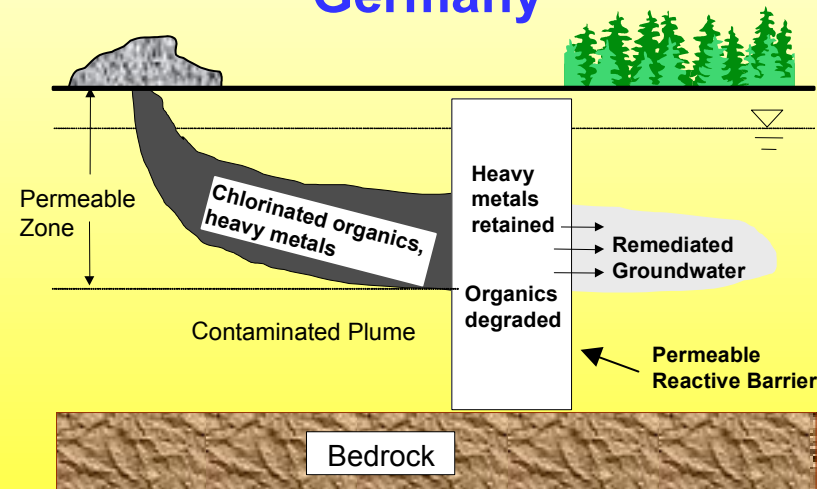 Germany
Permeable
Zone
Chlorinated organics,
heavy metals
Heavy
metals
retained
Organics
degraded
Remediated
Groundwater
Contaminated Plume
Permeable
Reactive Barrier
Bedrock